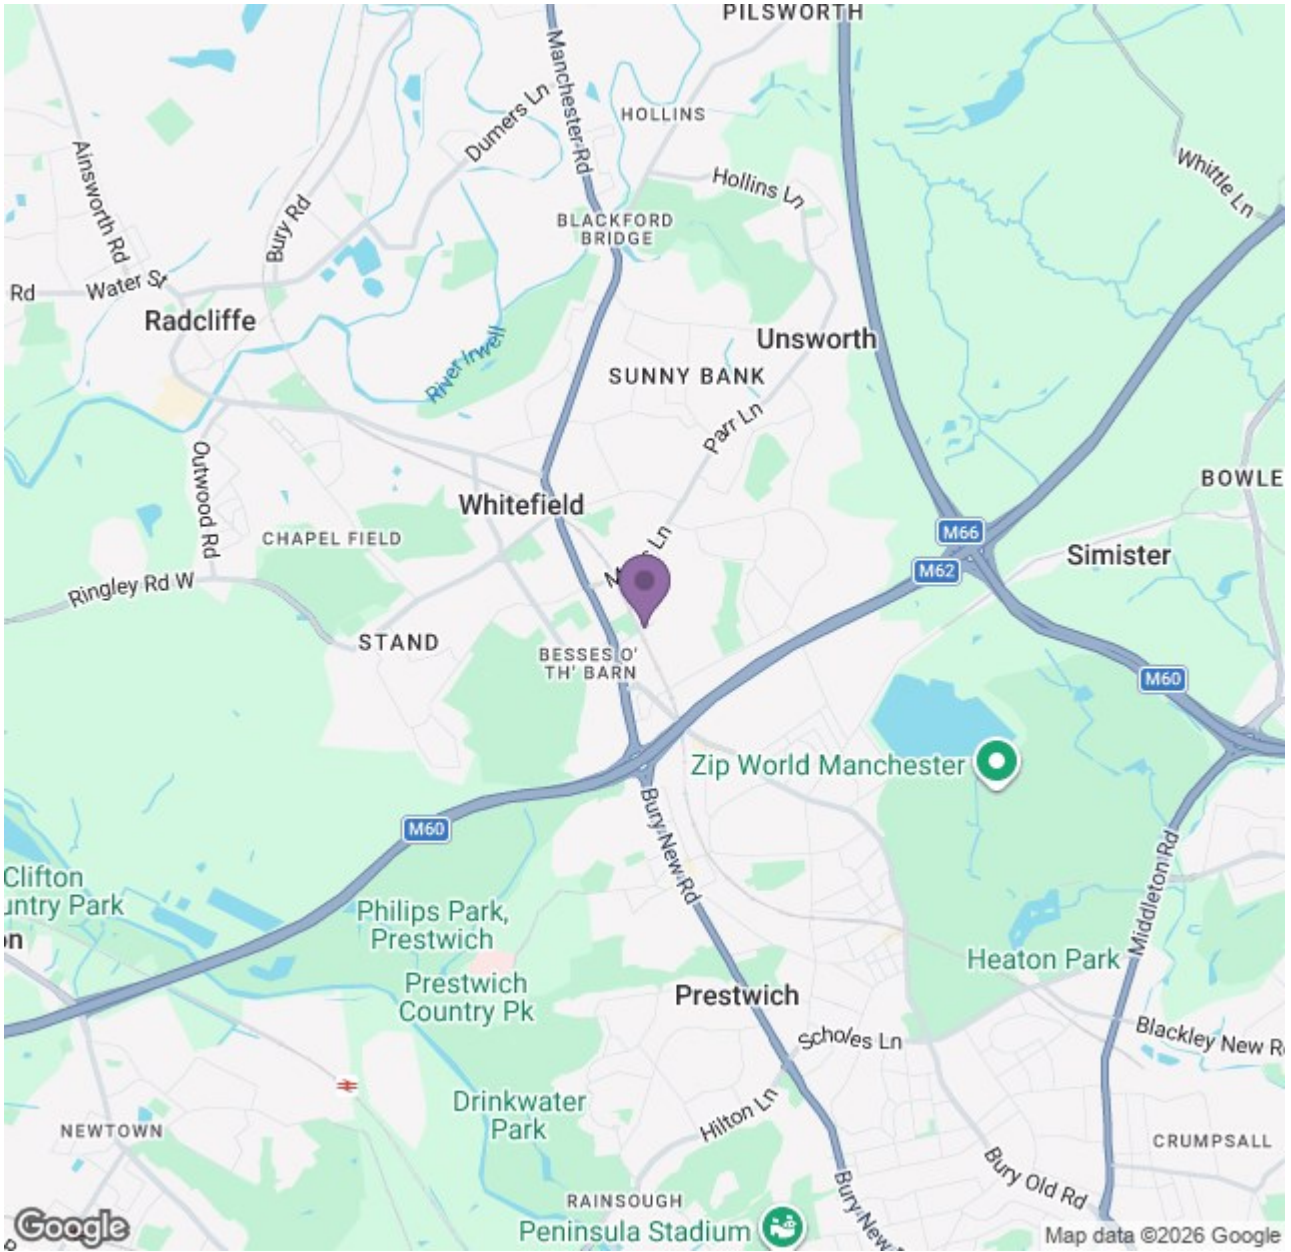 PILSWORTH
Manchester Rd
Dumers Ln
HOLLINS
Ainsworth Rd
Hollins Ln
Whittle Ln
Bury Rd
BLACKFORD
BRIDGE
Rd
Water St
Radcliffe
Unsworth
River Irwell
SUNNY BANK
Parr Ln
Outwood Rd
BOWLE
Whitefield
M66
CHAPEL FIELD
Ln
Simister
M62
Ringley Rd W
STAND
BESSES O'
TH' BARN
M60
Zip World Manchester
M60
Bury New Rd
Middleton Rd
Clifton
untry Park
Philips Park,
Prestwich
on
Heaton Park
Prestwich
Country Pk
Prestwich
Scholes Ln
Blackley New R
Drinkwater
Park
Hilton Ln
NEWTOWN
CRUMPSALL
Bury Old Rd
RAINSOUGH
Bury New
Peninsula Stadium
Google
Map data ©2026 Google